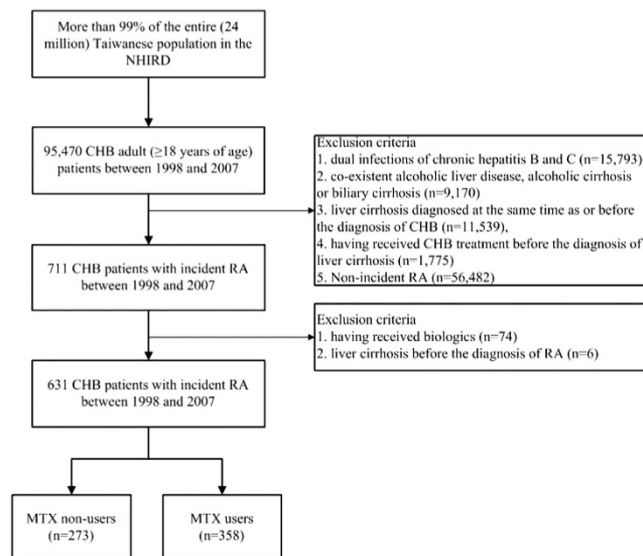 More than 99% of the entire (24
million) Taiwanese population in the
NHIRD
95,470 CHB adult (≥18 years of age)
patients between 1998 and 2007
Exclusion criteria
1. dual infections of chronic hepatitis B and C (n=15,793)
2. co-existent alcoholic liver disease, alcoholic cirrhosis
or biliary cirrhosis (n=9,170)
3. liver cirrhosis diagnosed at the same time as or before
the diagnosis of CHB (n=11,539),
4. having received CHB treatment before the diagnosis of
liver cirrhosis (n=1,775)
5. Non-incident RA (n=56,482)
711 CHB patients with incident RA
between 1998 and 2007
Exclusion criteria
1. having received biologics (n=74)
2. liver cirrhosis before the diagnosis of RA (n=6)
631 CHB patients with incident RA
between 1998 and 2007
MTX non-users
(n=273)
MTX users
(n=358)